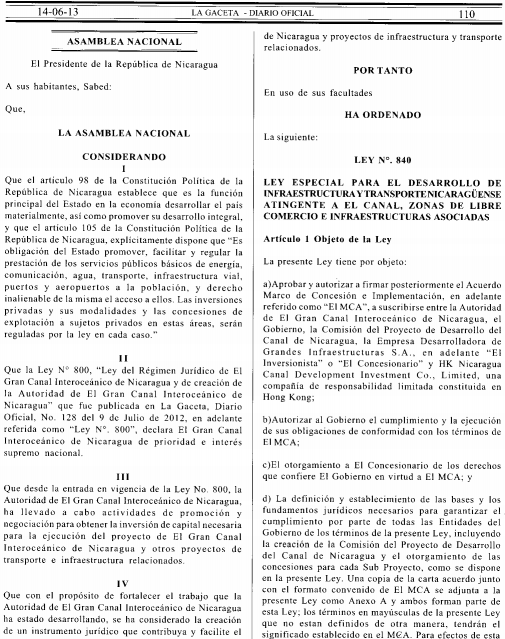 14-06-13 LA GACETA - DIARIO OFICIAL 110
ASAMBLEA NACIONAL
El Presidente de la República de Nicaragua
A sus habitantes, Sabed:
Que,
LA ASAMBLEA NACIONAL
CONSIDERANDO
I
Que el artículo 98 de la Constitución Política de la
República de Nicaragua establece que es la función
principal del Estado en la economía desarrollar el país
materialmente, así como promover su desarrollo integral,
y que el artículo 105 de la Constitución Política de la
República de Nicaragua, explícitamente dispone que “Es
obligación del Estado promover, facilitar y regular la
prestación de los servicios públicos básicos de energía,
comunicación, agua, transporte, infraestructura vial,
puertos y aeropuertos a la población, y derecho
inalienable de la misma el acceso a ellos. Las inversiones
privadas y sus modalidades y las concesiones de
explotación a sujetos privados en estas áreas, serán
reguladas por la ley en cada caso.”
II
Que la Ley N° 800, “Ley del Régimen Jurídico de El
Gran Canal Interoceánico de Nicaragua y de creación de
la Autoridad de El Gran Canal Interoceánico de
Nicaragua” que fue publicada en La Gaceta, Diario
Oficial, No. 128 del 9 de Julio de 2012, en adelante
referida como “Ley N°. 800”, declara El Gran Canal
Interoceánico de Nicaragua de prioridad e interés
supremo nacional.
III
Que desde la entrada en vigencia de la Ley No. 800, la
Autoridad de El Gran Canal Interoceánico de Nicaragua,
ha llevado a cabo actividades de promoción y
negociación para obtener la inversión de capital necesaria
para la ejecución del proyecto de El Gran Canal
Interoceánico de Nicaragua y otros proyectos de
transporte e infraestructura relacionados.
IV
Que con el propósito de fortalecer el trabajo que la
Autoridad de El Gran Canal Interoceánico de Nicaragua
ha estado desarrollando, se ha considerado la creación
de un instrumento jurídico que contribuya y facilite el
de Nicaragua y proyectos de infraestructura y transporte
relacionados.
POR TANTO
En uso de sus facultades
HA ORDENADO
La siguiente:
LEY N°. 840
LEY ESPECIAL PARA EL DESARROLLO DE
INFRAESTRUCTURA Y TRANSPORTE NICARAGÜENSE
ATINGENTE A EL CANAL, ZONAS DE LIBRE
COMERCIO E INFRAESTRUCTURAS ASOCIADAS
Artículo 1 Objeto de la Ley
La presente Ley tiene por objeto:
a)Aprobar y autorizar a firmar posteriormente el Acuerdo
Marco de Concesión e Implementación, en adelante
referido como “El MCA”, a suscribirse entre la Autoridad
de El Gran Canal Interoceánico de Nicaragua, el
Gobierno, la Comisión del Proyecto de Desarrollo del
Canal de Nicaragua, la Empresa Desarrolladora de
Grandes Infraestructuras S.A., en adelante “El
Inversionista” o “El Concesionario” y HK Nicaragua
Canal Development Investment Co., Limited, una
compañía de responsabilidad limitada constituida en
Hong Kong;
b)Autorizar al Gobierno el cumplimiento y la ejecución
de sus obligaciones de conformidad con los términos de
El MCA;
c)El otorgamiento a El Concesionario de los derechos
que confiere El Gobierno en virtud a El MCA; y
d) La definición y establecimiento de las bases y los
fundamentos jurídicos necesarios para garantizar el
cumplimiento por parte de todas las Entidades del
Gobierno de los términos de la presente Ley, incluyendo
la creación de la Comisión del Proyecto de Desarrollo
del Canal de Nicaragua y el otorgamiento de las
concesiones para cada Sub Proyecto, como se dispone
en la presente Ley. Una copia de la carta acuerdo junto
con el formato convenido de El MCA se adjunta a la
presente Ley como Anexo A y ambos forman parte de
esta Ley; los términos en mayúsculas de la presente Ley
que no estan definidos de otra manera, tendrán el
significado establecido en el MCA. Para efectos de esta